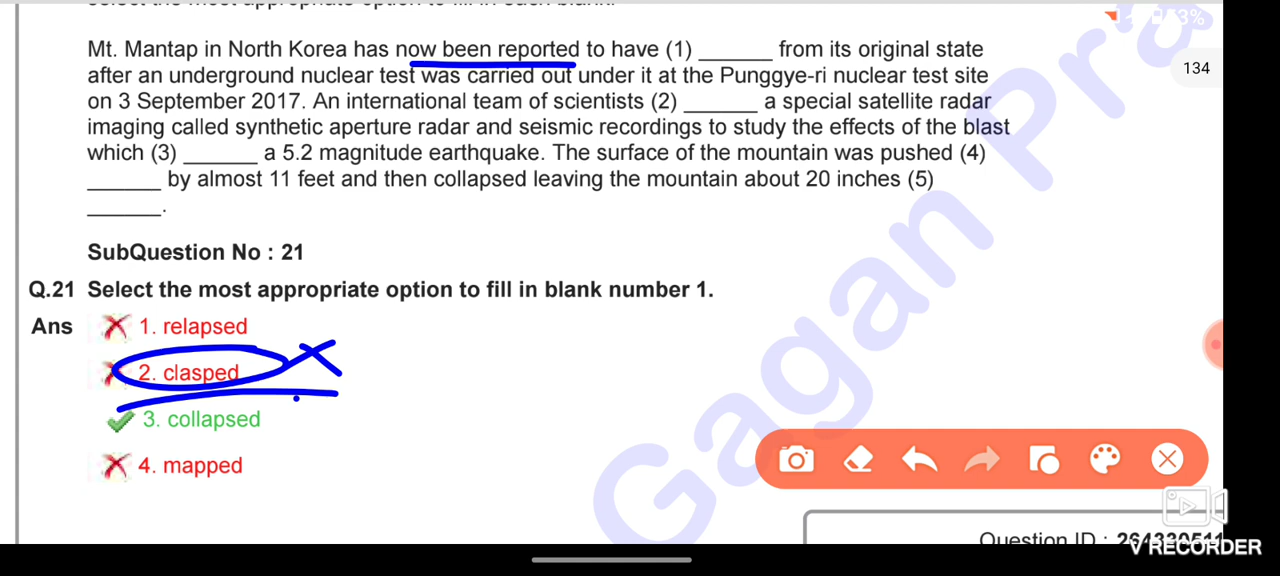 3%
134
Mt. Mantap in North Korea has now been reported to have (1) ______ from its original state
after an underground nuclear test was carried out under it at the Punggye-ri nuclear test site
on 3 September 2017. An international team of scientists (2) ______ a special satellite radar
imaging called synthetic aperture radar and seismic recordings to study the effects of the blast
which (3) ______ a 5.2 magnitude earthquake. The surface of the mountain was pushed (4)
______ by almost 11 feet and then collapsed leaving the mountain about 20 inches (5)
______.
SubQuestion No : 21
Q.21 Select the most appropriate option to fill in blank number 1.
Ans 1. relapsed
2. clasped
3. collapsed
4. mapped
Gagan Pra
Question ID :
V RECORDER